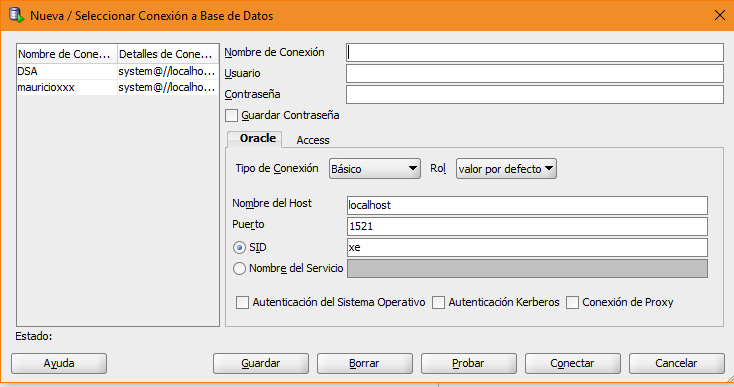 Nueva / Seleccionar Conexión a Base de Datos
Nombre de Cone... Detalles de Cone...
DSA system@//localho...
mauricioxxx system@//localho...
Nombre de Conexión
Usuario
Contraseña
Guardar Contraseña
Oracle Access
Tipo de Conexión Básico Rol valor por defecto
Nombre del Host localhost
Puerto 1521
SID xe
Nombre del Servicio
Autenticación del Sistema Operativo Autenticación Kerberos Conexión de Proxy
Estado:
Ayuda Guardar Borrar Probar Conectar Cancelar